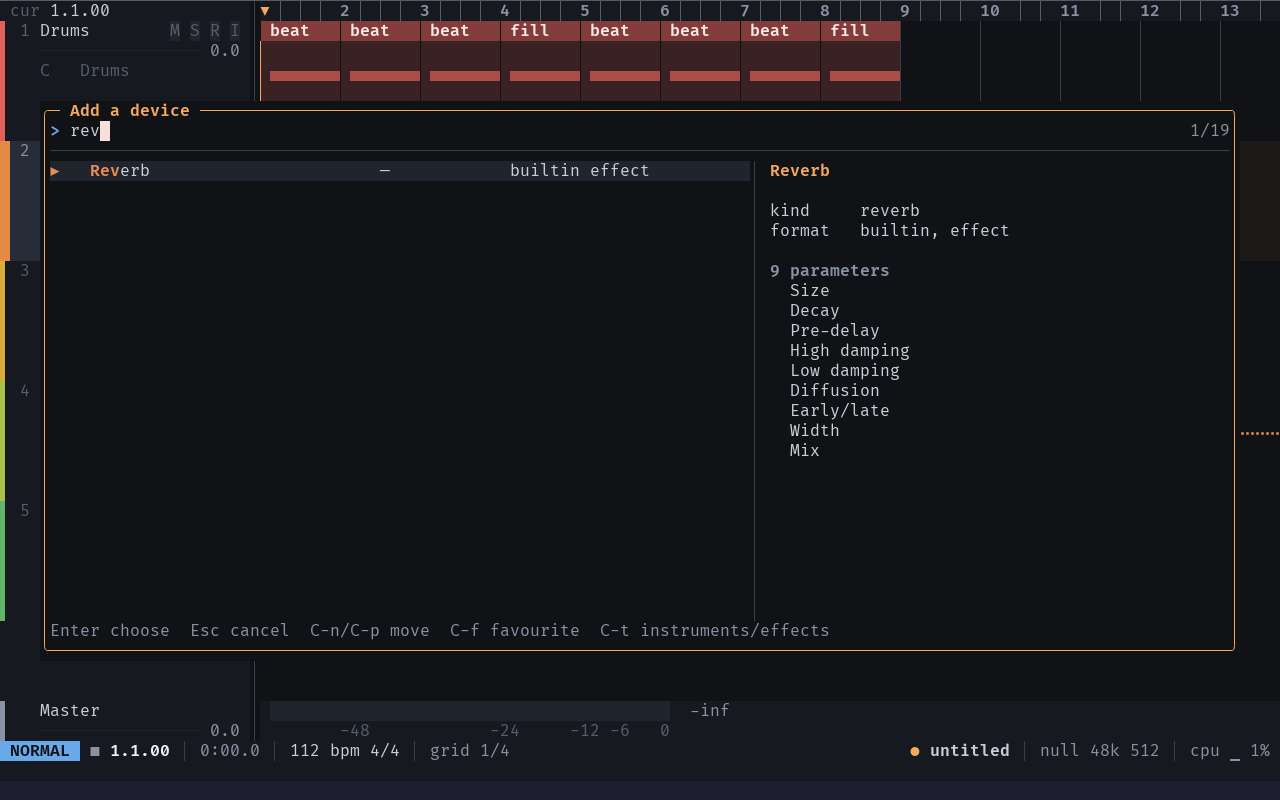 cur 1.1.00 ▼ 2 3 4 5 6 7 8 9 10 11 12 13
1 Drums M S R I beat beat beat fill beat beat beat fill
0.0
C Drums
Add a device
> rev 1/19
2
▶ Reverb — builtin effect Reverb
kind reverb
format builtin, effect
3 9 parameters
Size
Decay
Pre-delay
High damping
Low damping
4 Diffusion
Early/late
Width
Mix
5
Enter choose Esc cancel C-n/C-p move C-f favourite C-t instruments/effects
Master -inf
0.0 -48 -24 -12 -6 0
NORMAL ■ 1.1.00 │ 0:00.0 │ 112 bpm 4/4 │ grid 1/4 ● untitled │ null 48k 512 │ cpu _ 1%